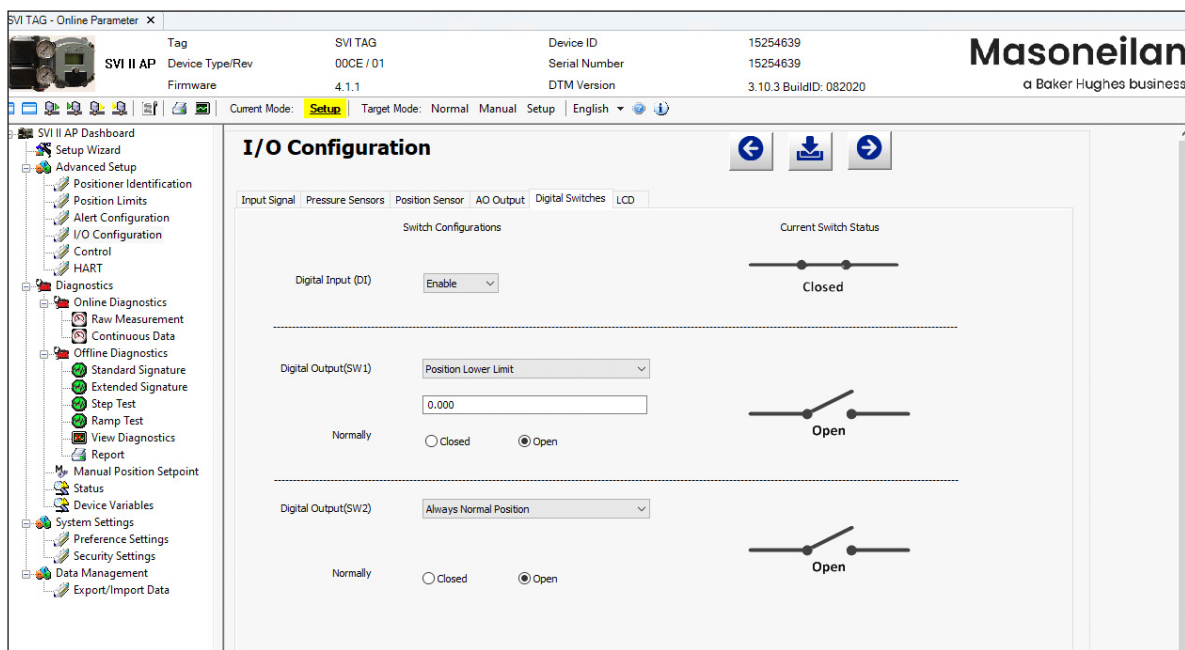 SVI TAG - Online Parameter ×
SVI II AP
Tag SVI TAG Device ID 15254639
Device Type/Rev 00CE / 01 Serial Number 15254639
Firmware 4.1.1 DTM Version 3.10.3 BuildID: 082020
Masoneilan
a Baker Hughes business
Current Mode: Setup Target Mode: Normal Manual Setup English
SVI II AP Dashboard
Setup Wizard
Advanced Setup
Positioner Identification
Position Limits
Alert Configuration
I/O Configuration
Control
HART
Diagnostics
Online Diagnostics
Raw Measurement
Continuous Data
Offline Diagnostics
Standard Signature
Extended Signature
Step Test
Ramp Test
View Diagnostics
Report
Manual Position Setpoint
Status
Device Variables
System Settings
Preference Settings
Security Settings
Data Management
Export/Import Data
I/O Configuration
Input Signal Pressure Sensors Position Sensor AO Output Digital Switches LCD
Switch Configurations Current Switch Status
Digital Input (DI) Enable
Closed
Digital Output(SW1) Position Lower Limit
0.000
Normally Closed Open
Open
Digital Output(SW2) Always Normal Position
Normally Closed Open
Open